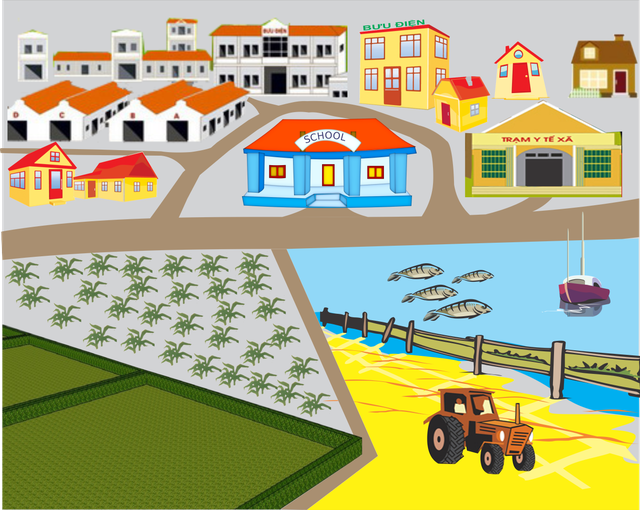 BƯU ĐIỆN
BƯU ĐIỆN
D C B A
SCHOOL
TRẠM Y TẾ XÃ